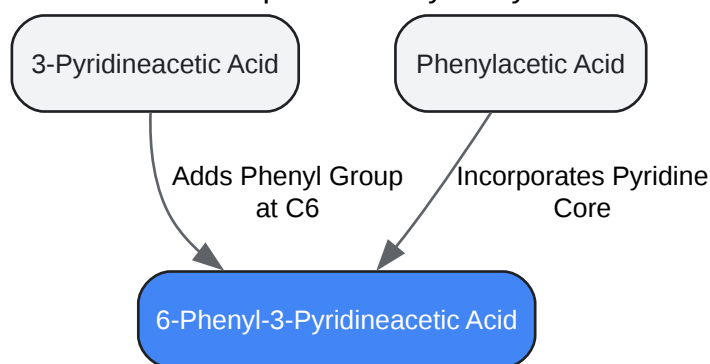 3-Pyridineacetic Acid
Phenylacetic Acid
Adds Phenyl Group
at C6
Incorporates Pyridine
Core
6-Phenyl-3-Pyridineacetic Acid